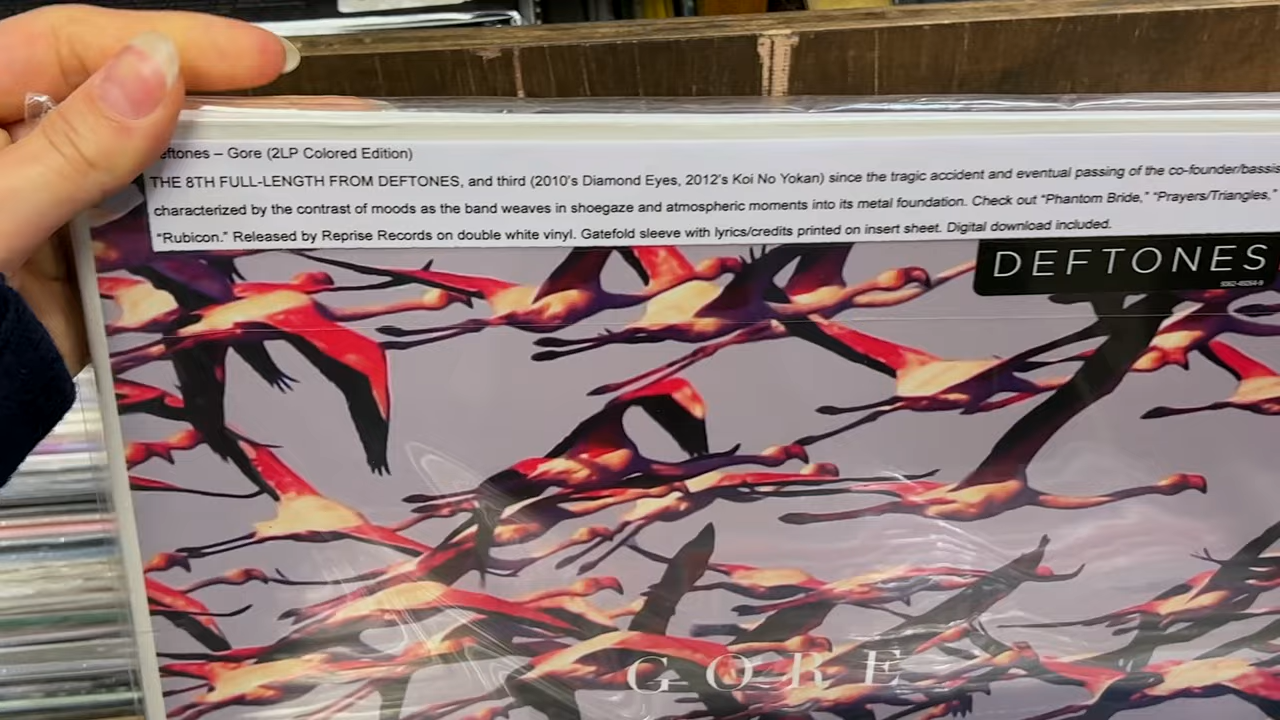 eftones – Gore (2LP Colored Edition)
THE 8TH FULL-LENGTH FROM DEFTONES, and third (2010's Diamond Eyes, 2012's Koi No Yokan) since the tragic accident and eventual passing of the co-founder/bassis
characterized by the contrast of moods as the band weaves in shoegaze and atmospheric moments into its metal foundation. Check out "Phantom Bride," "Prayers/Triangles,"
"Rubicon." Released by Reprise Records on double white vinyl. Gatefold sleeve with lyrics/credits printed on insert sheet. Digital download included.
DEFTONES
GORE